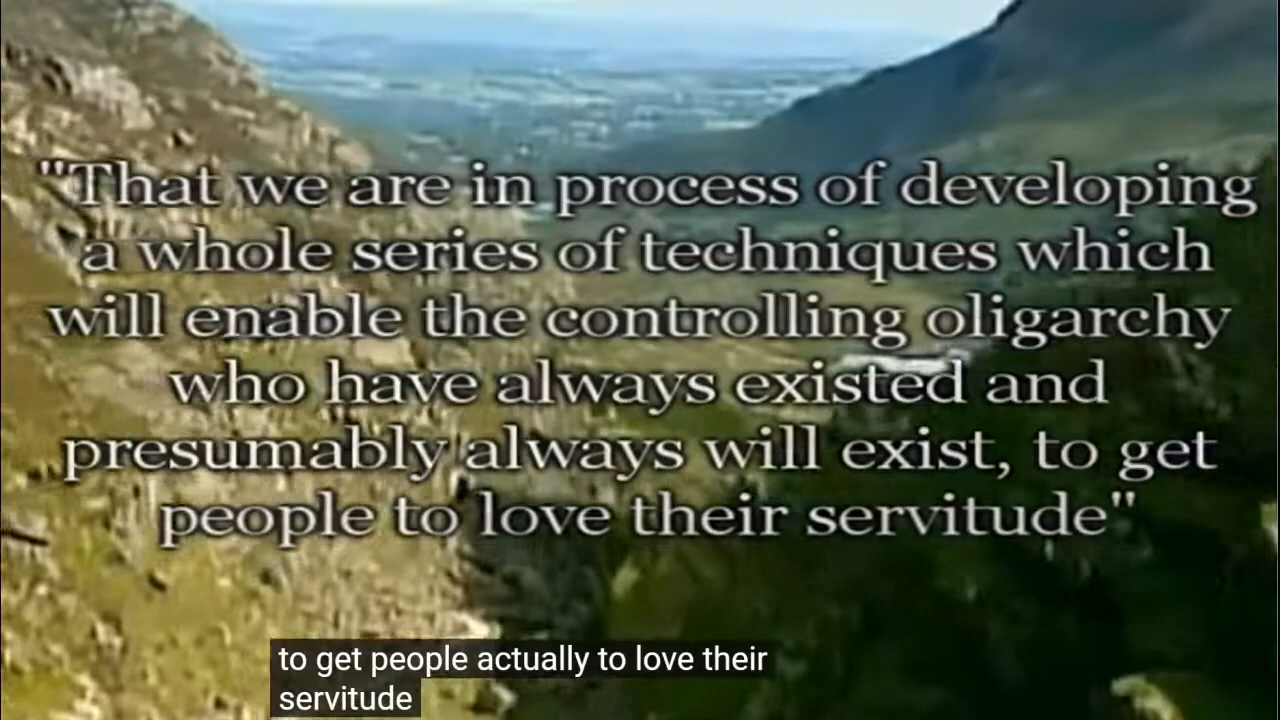 "That we are in process of developing
a whole series of techniques which
will enable the controlling oligarchy
who have always existed and
presumably always will exist, to get
people to love their servitude"
to get people actually to love their
servitude